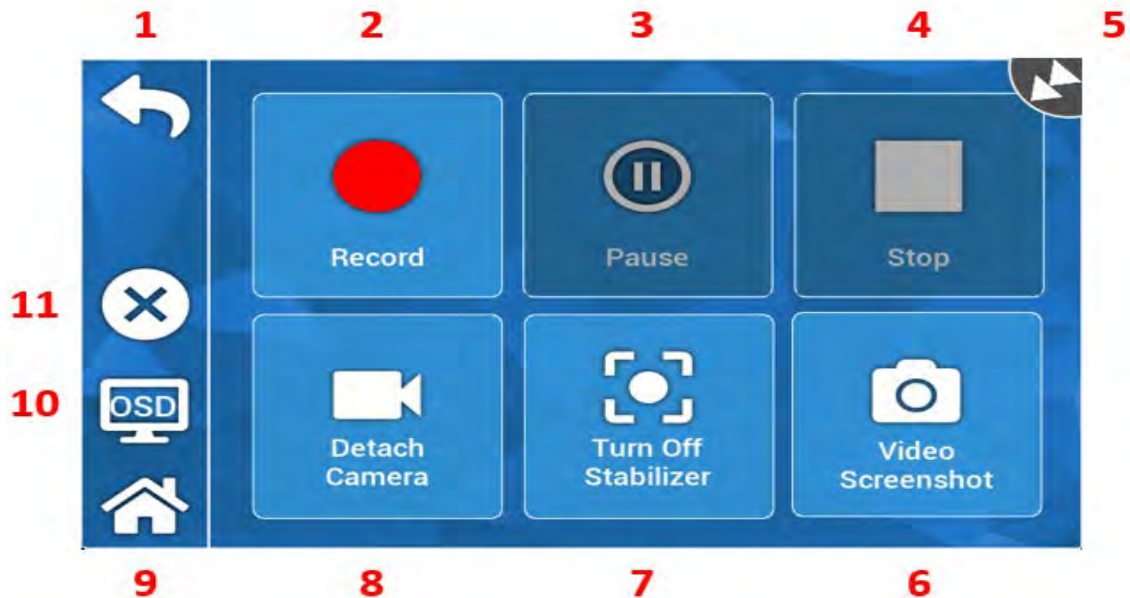 1 2 3 4 5
Record Pause Stop
11
10 OSD
Detach
Camera
Turn Off
Stabilizer
Video
Screenshot
9 8 7 6